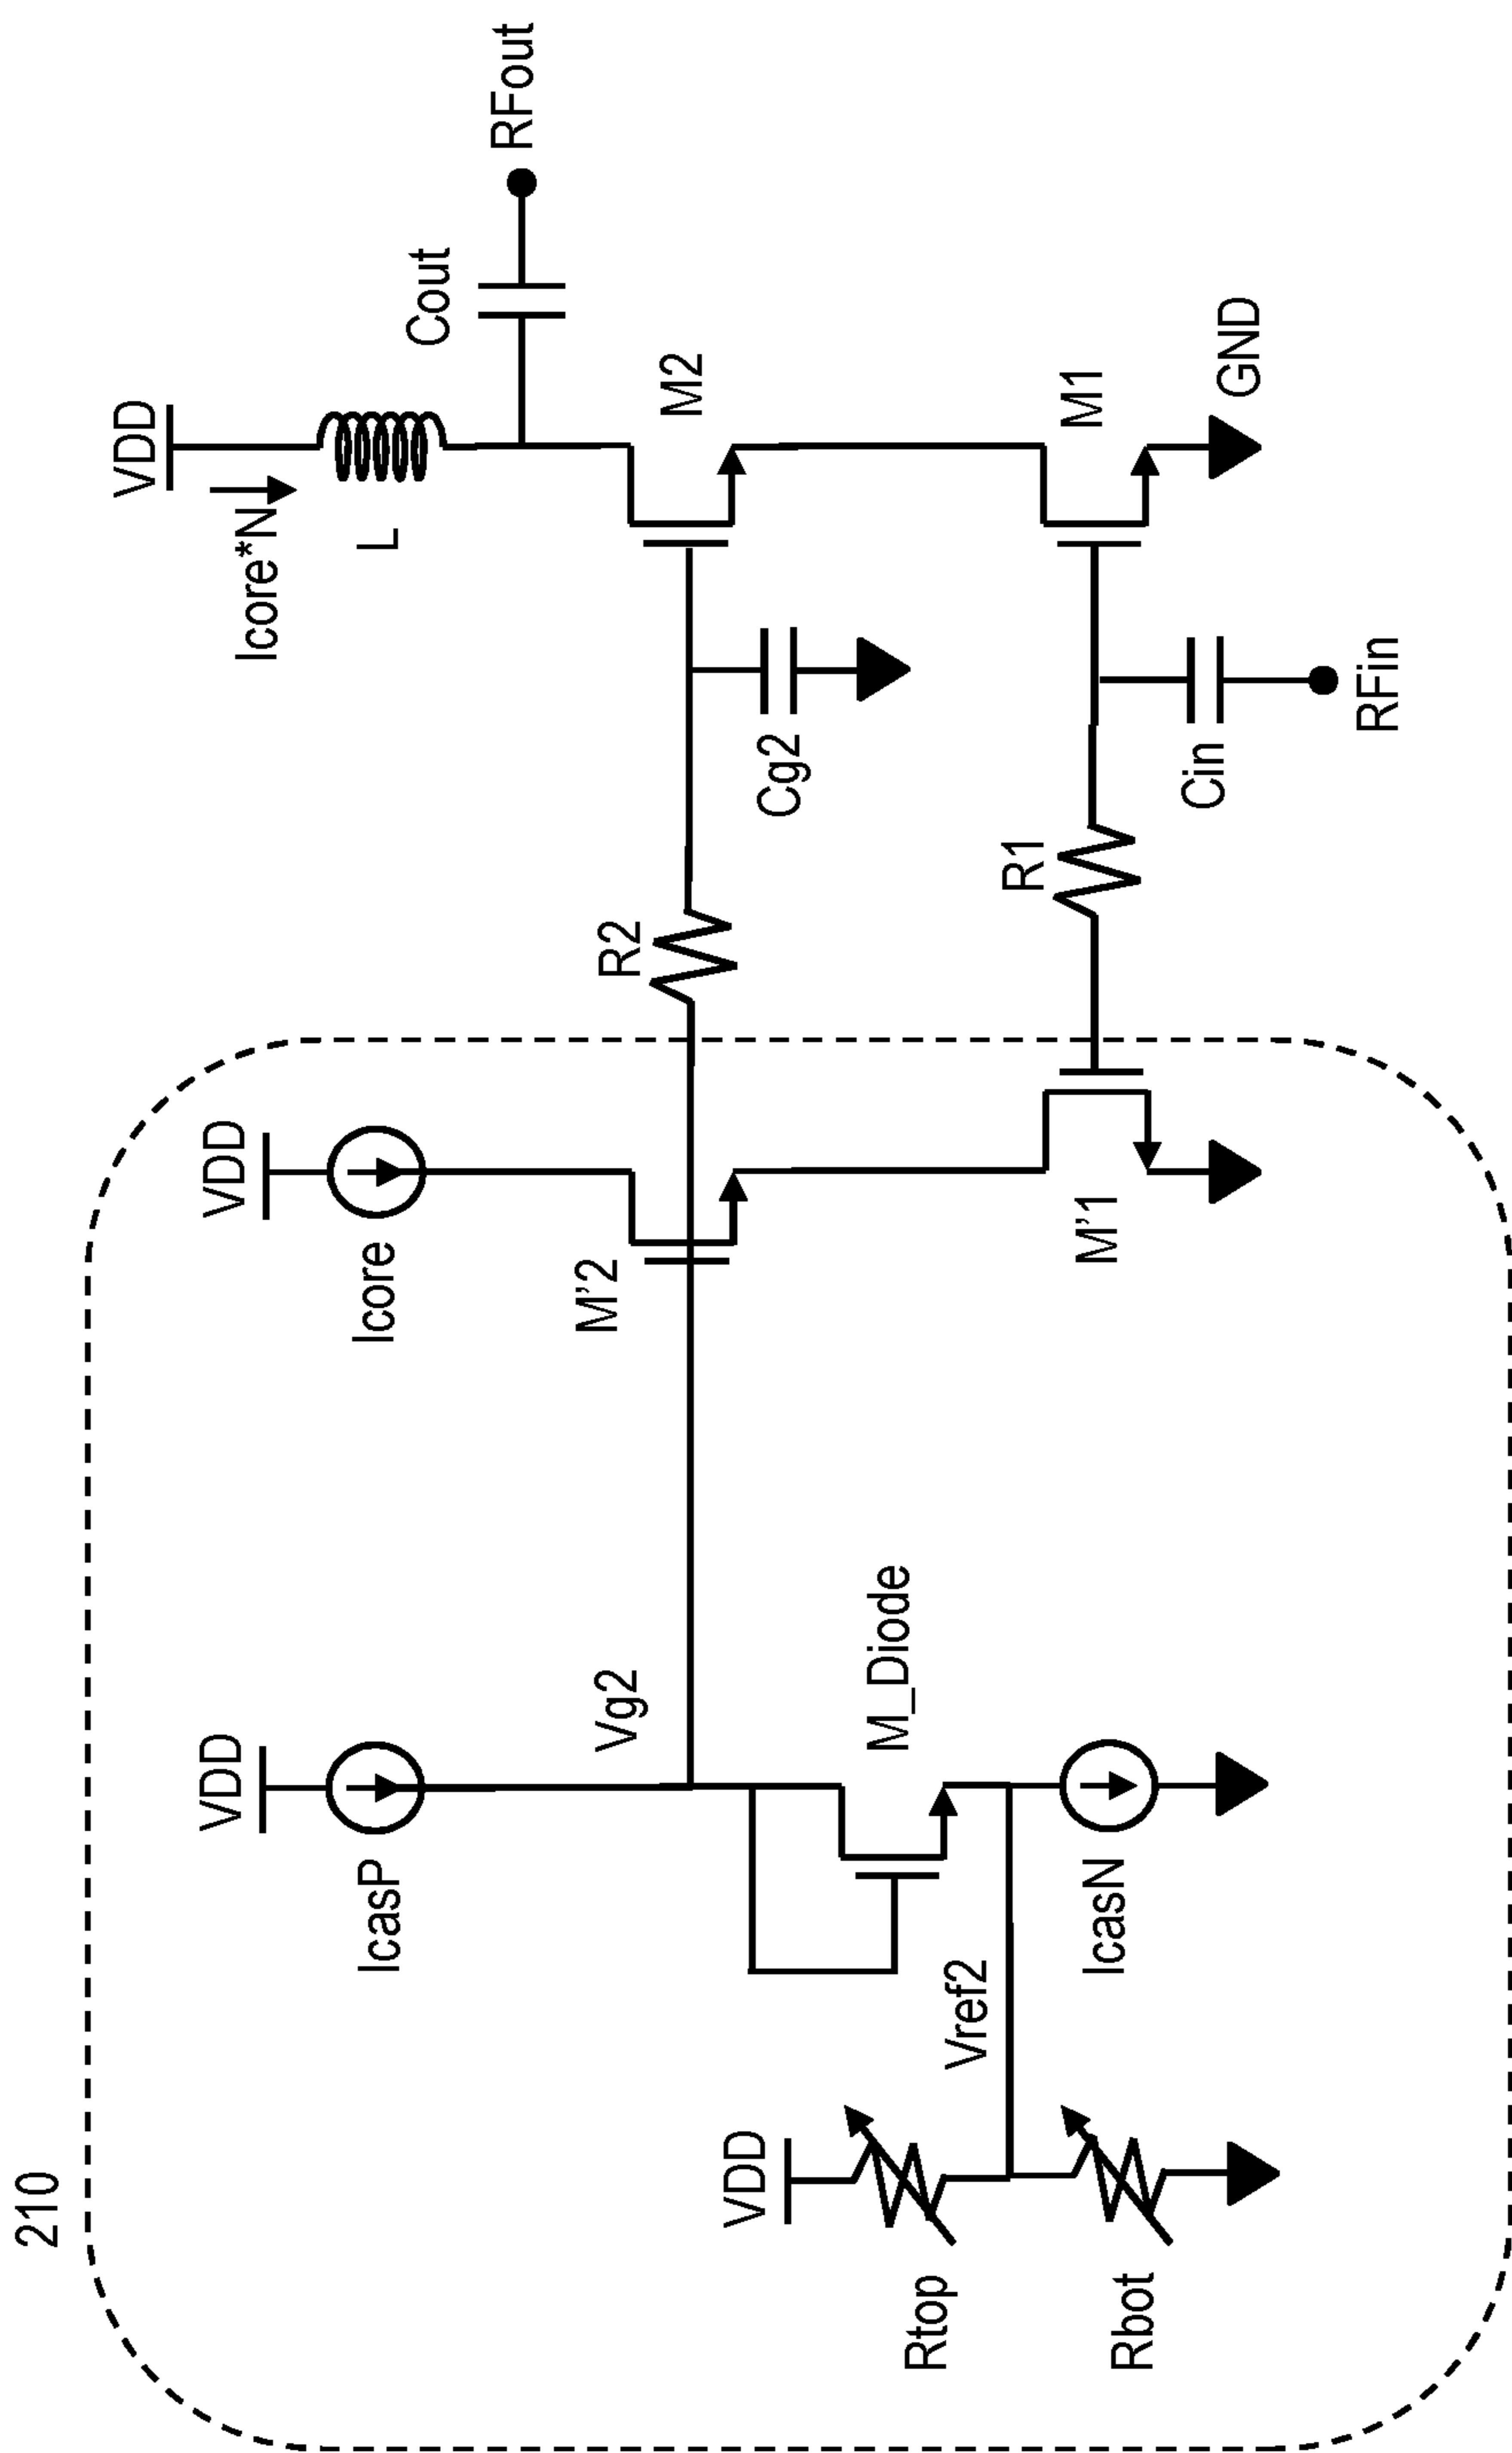 210
VDD
IcasP
Vg2
M_Diode
Vref2
IcasN
VDD
Rtop
Rbot
VDD
Icore
M'2
M'1
R2
R1
Cg2
Cin
RFin
VDD
Icore*N
L
Cout
RFout
M2
M1
GND